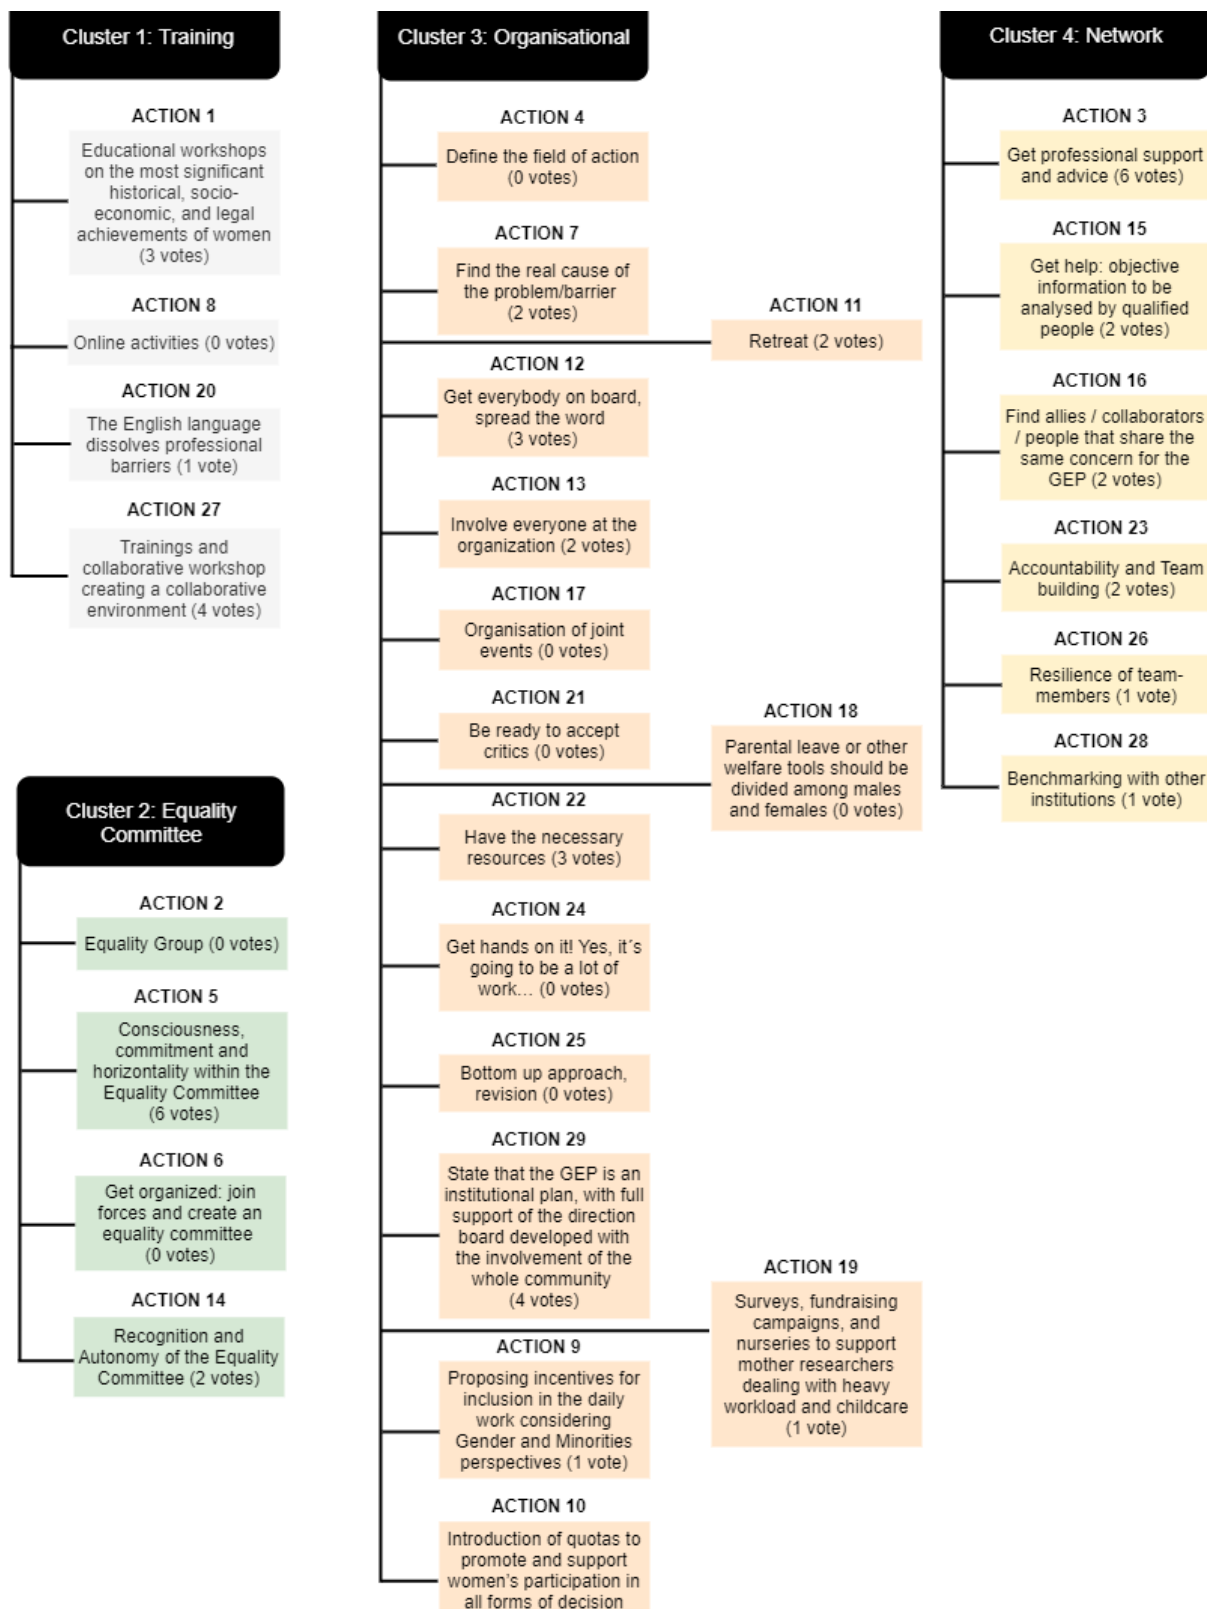 Cluster 1: Training
ACTION 1
Educational workshops
on the most significant
historical, socio-
economic, and legal
achievements of women
(3 votes)
ACTION 8
Online activities (0 votes)
ACTION 20
The English language
dissolves professional
barriers (1 vote)
ACTION 27
Trainings and
collaborative workshop
creating a collaborative
environment (4 votes)
Cluster 2: Equality
Committee
ACTION 2
Equality Group (0 votes)
ACTION 5
Consciousness,
commitment and
horizontality within the
Equality Committee
(6 votes)
ACTION 6
Get organized: join
forces and create an
equality committee
(0 votes)
ACTION 14
Recognition and
Autonomy of the Equality
Committee (2 votes)
Cluster 3: Organisational
ACTION 4
Define the field of action
(0 votes)
ACTION 7
Find the real cause of
the problem/barrier
(2 votes)
ACTION 11
Retreat (2 votes)
ACTION 12
Get everybody on board,
spread the word
(3 votes)
ACTION 13
Involve everyone at the
organization (2 votes)
ACTION 17
Organisation of joint
events (0 votes)
ACTION 21
Be ready to accept
critics (0 votes)
ACTION 18
Parental leave or other
welfare tools should be
divided among males
and females (0 votes)
ACTION 22
Have the necessary
resources (3 votes)
ACTION 24
Get hands on it! Yes, it´s
going to be a lot of
work... (0 votes)
ACTION 25
Bottom up approach,
revision (0 votes)
ACTION 29
State that the GEP is an
institutional plan, with full
support of the direction
board developed with
the involvement of the
whole community
(4 votes)
ACTION 19
Surveys, fundraising
campaigns, and
nurseries to support
mother researchers
dealing with heavy
workload and childcare
(1 vote)
ACTION 9
Proposing incentives for
inclusion in the daily
work considering
Gender and Minorities
perspectives (1 vote)
ACTION 10
Introduction of quotas to
promote and support
women's participation in
all forms of decision
Cluster 4: Network
ACTION 3
Get professional support
and advice (6 votes)
ACTION 15
Get help: objective
information to be
analysed by qualified
people (2 votes)
ACTION 16
Find allies / collaborators
/ people that share the
same concern for the
GEP (2 votes)
ACTION 23
Accountability and Team
building (2 votes)
ACTION 26
Resilience of team-
members (1 vote)
ACTION 28
Benchmarking with other
institutions (1 vote)